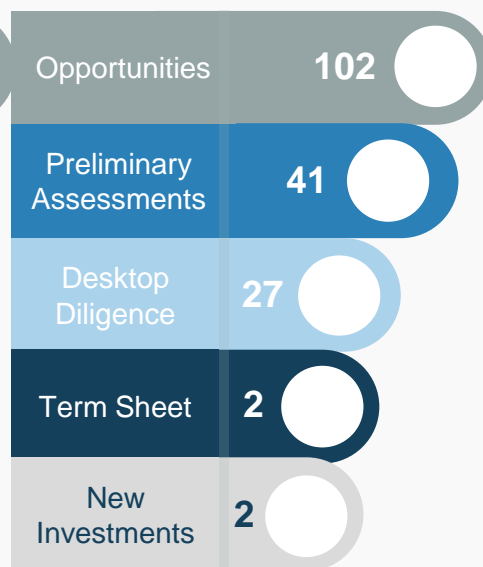 Opportunities 102
Preliminary
Assessments
41
Desktop
Diligence
27
Term Sheet 2
New
Investments
2